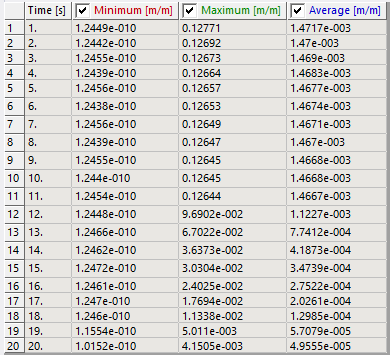 Time [s] Minimum [m/m] Maximum [m/m] Average [m/m]
1 1. 1.2449e-010 0.12771 1.4717e-003
2 2. 1.2442e-010 0.12692 1.47e-003
3 3. 1.2455e-010 0.12673 1.469e-003
4 4. 1.2439e-010 0.12664 1.4683e-003
5 5. 1.2456e-010 0.12658 1.4677e-003
6 6. 1.2438e-010 0.12653 1.4674e-003
7 7. 1.2456e-010 0.12649 1.4671e-003
8 8. 1.2439e-010 0.12647 1.467e-003
9 9. 1.2455e-010 0.12645 1.4668e-003
10 10. 1.244e-010 0.12645 1.4668e-003
11 11. 1.2454e-010 0.12644 1.4667e-003
12 12. 1.2448e-010 9.6902e-002 1.1227e-003
13 13. 1.2466e-010 6.7022e-002 7.7412e-004
14 14. 1.2462e-010 3.6373e-002 4.1873e-004
15 15. 1.2472e-010 3.0304e-002 3.4739e-004
16 16. 1.2461e-010 2.4025e-002 2.7522e-004
17 17. 1.247e-010 1.7694e-002 2.0261e-004
18 18. 1.246e-010 1.1338e-002 1.2985e-004
19 19. 1.1554e-010 5.011e-003 5.7079e-005
20 20. 1.0152e-010 4.1505e-003 4.9555e-005